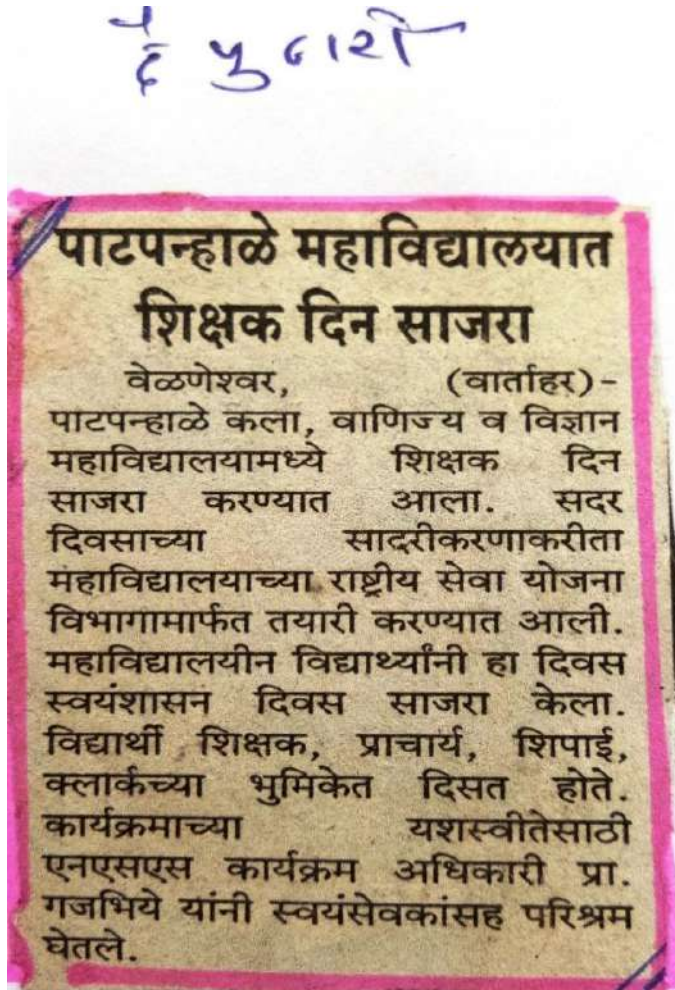 दै पुढारी
पाटपन्हाळे महाविद्यालयात
शिक्षक दिन साजरा
वेळणेश्वर, (वार्ताहर)-
पाटपन्हाळे कला, वाणिज्य व विज्ञान
महाविद्यालयामध्ये शिक्षक दिन
साजरा करण्यात आला. सदर
दिवसाच्या सादरीकरणाकरीता
महाविद्यालयाच्या राष्ट्रीय सेवा योजना
विभागामार्फत तयारी करण्यात आली.
महाविद्यालयीन विद्यार्थ्यांनी हा दिवस
स्वयंशासन दिवस साजरा केला.
विद्यार्थी शिक्षक, प्राचार्य, शिपाई,
क्लार्कच्या भुमिकेत दिसत होते.
कार्यक्रमाच्या यशस्वीतेसाठी
एनएसएस कार्यक्रम अधिकारी प्रा.
गजभिये यांनी स्वयंसेवकांसह परिश्रम
घेतले.